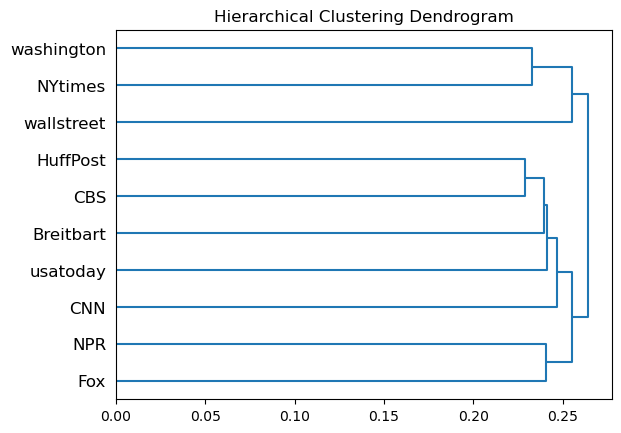 Hierarchical Clustering Dendrogram
washington
NYtimes
wallstreet
HuffPost
CBS
Breitbart
usatoday
CNN
NPR
Fox
0.00 0.05 0.10 0.15 0.20 0.25